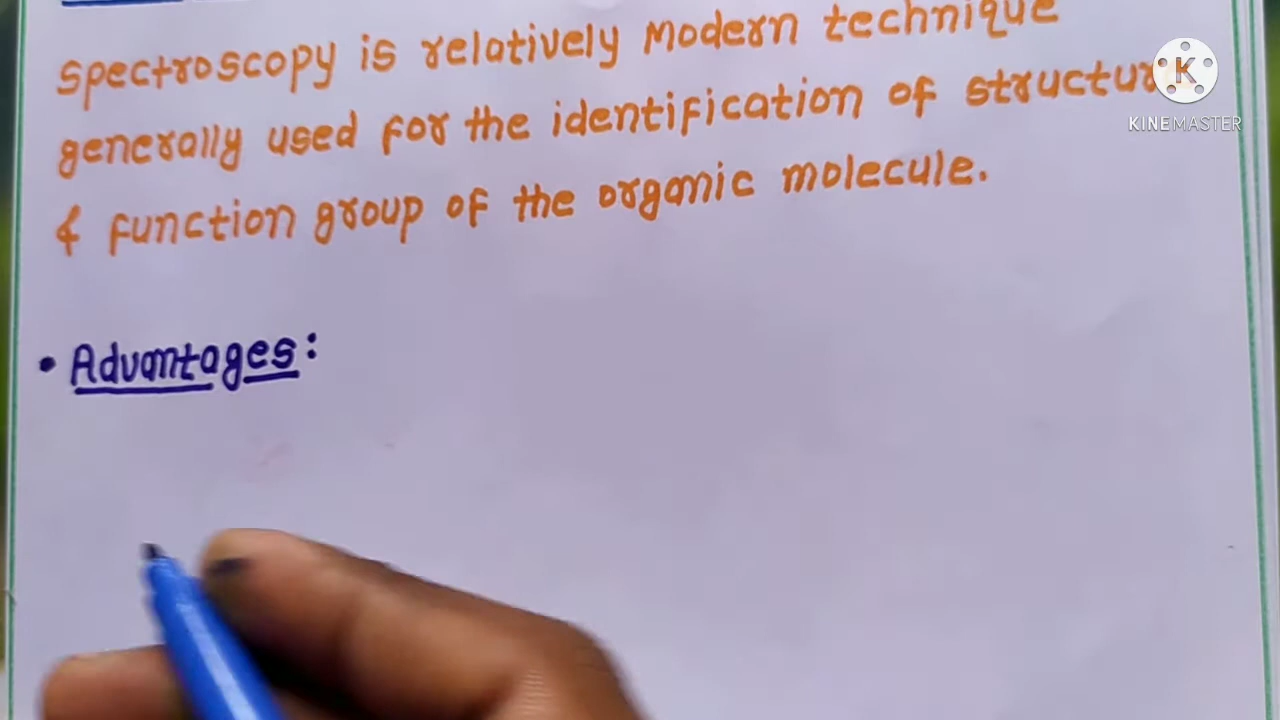 spectroscopy is relatively modern technique
generally used for the identification of structure
& function group of the organic molecule.
• Advantages:
K
KINEMASTER